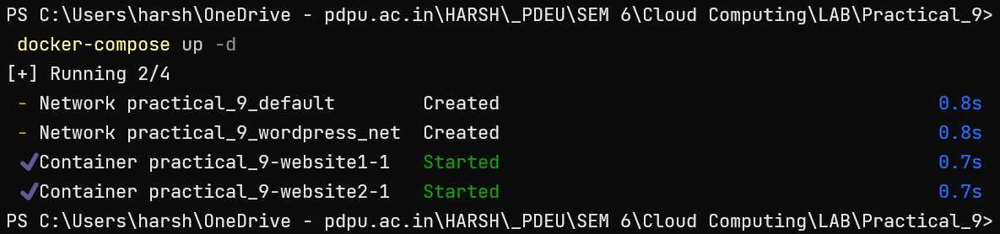 PS C:\Users\harsh\OneDrive - pdpu.ac.in\HARSH\_PDEU\SEM 6\Cloud Computing\LAB\Practical_9>
docker-compose up -d
[+] Running 2/4
- Network practical_9_default Created 0.8s
- Network practical_9_wordpress_net Created 0.8s
✔Container practical_9-website1-1 Started 0.7s
✔Container practical_9-website2-1 Started 0.7s
PS C:\Users\harsh\OneDrive - pdpu.ac.in\HARSH\_PDEU\SEM 6\Cloud Computing\LAB\Practical_9>